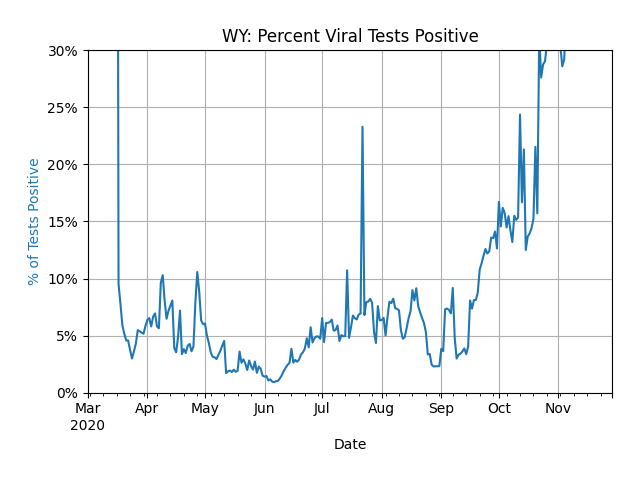 WY: Percent Viral Tests Positive
30%
25%
20%
15%
10%
5%
0%
% of Tests Positive
Mar Apr May Jun Jul Aug Sep Oct Nov
2020
Date